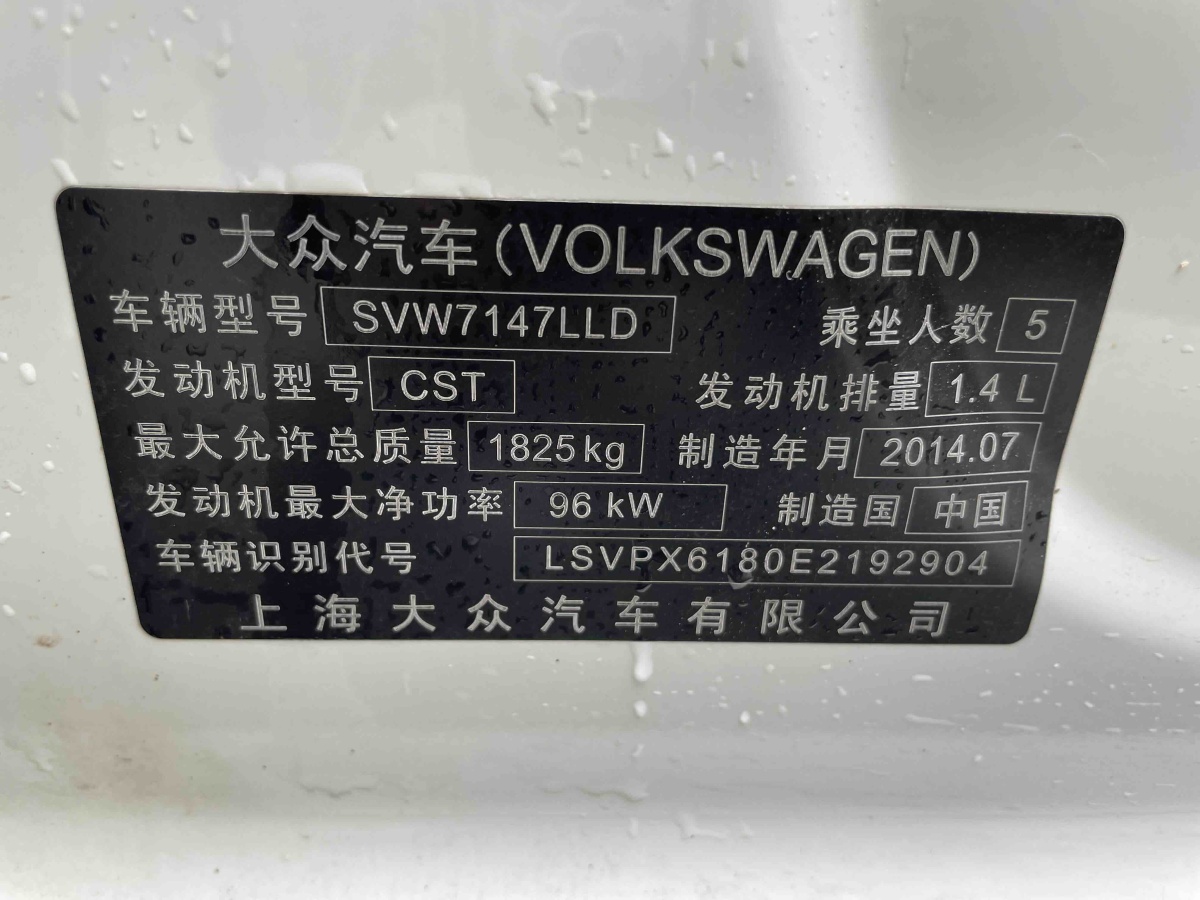 大众汽车(VOLKSWAGEN)
车辆型号 SVW7147LLD 乘坐人数 5
发动机型号 CST 发动机排量 1.4 L
最大允许总质量 1825kg 制造年月 2014.07
发动机最大净功率 96 kW 制造国 中国
车辆识别代号 LSVPX6180E2192904
上海大众汽车有限公司